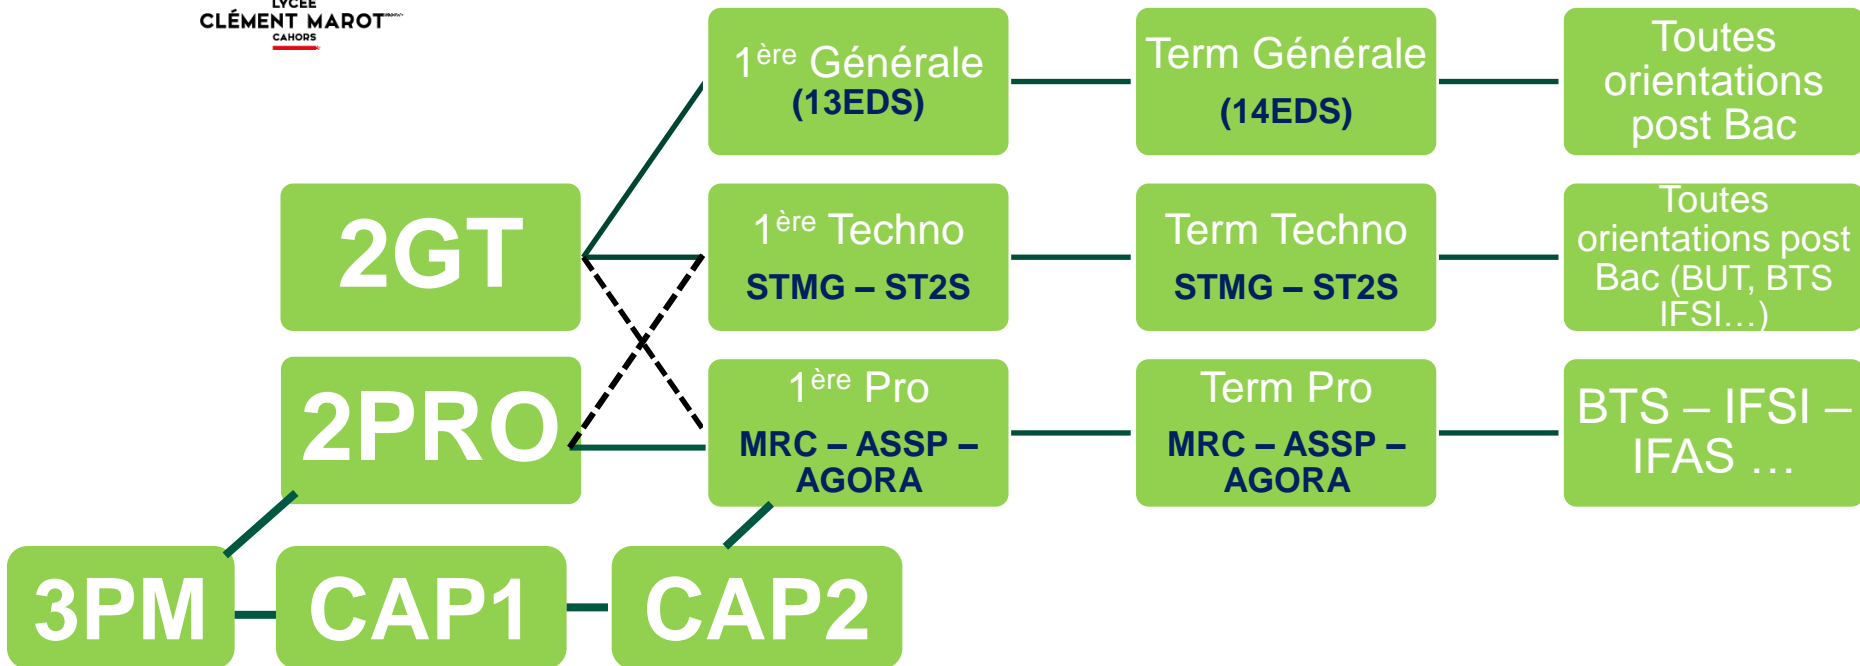 LYCÉE
CLÉMENT MAROT
CAHORS
1ère Générale
(13EDS)
Term Générale
(14EDS)
Toutes
orientations
post Bac
2GT
1ère Techno
STMG – ST2S
Term Techno
STMG – ST2S
Toutes
orientations post
Bac (BUT, BTS
IFSI…)
2PRO
1ère Pro
MRC – ASSP –
AGORA
Term Pro
MRC – ASSP –
AGORA
BTS – IFSI –
IFAS …
3PM
CAP1
CAP2